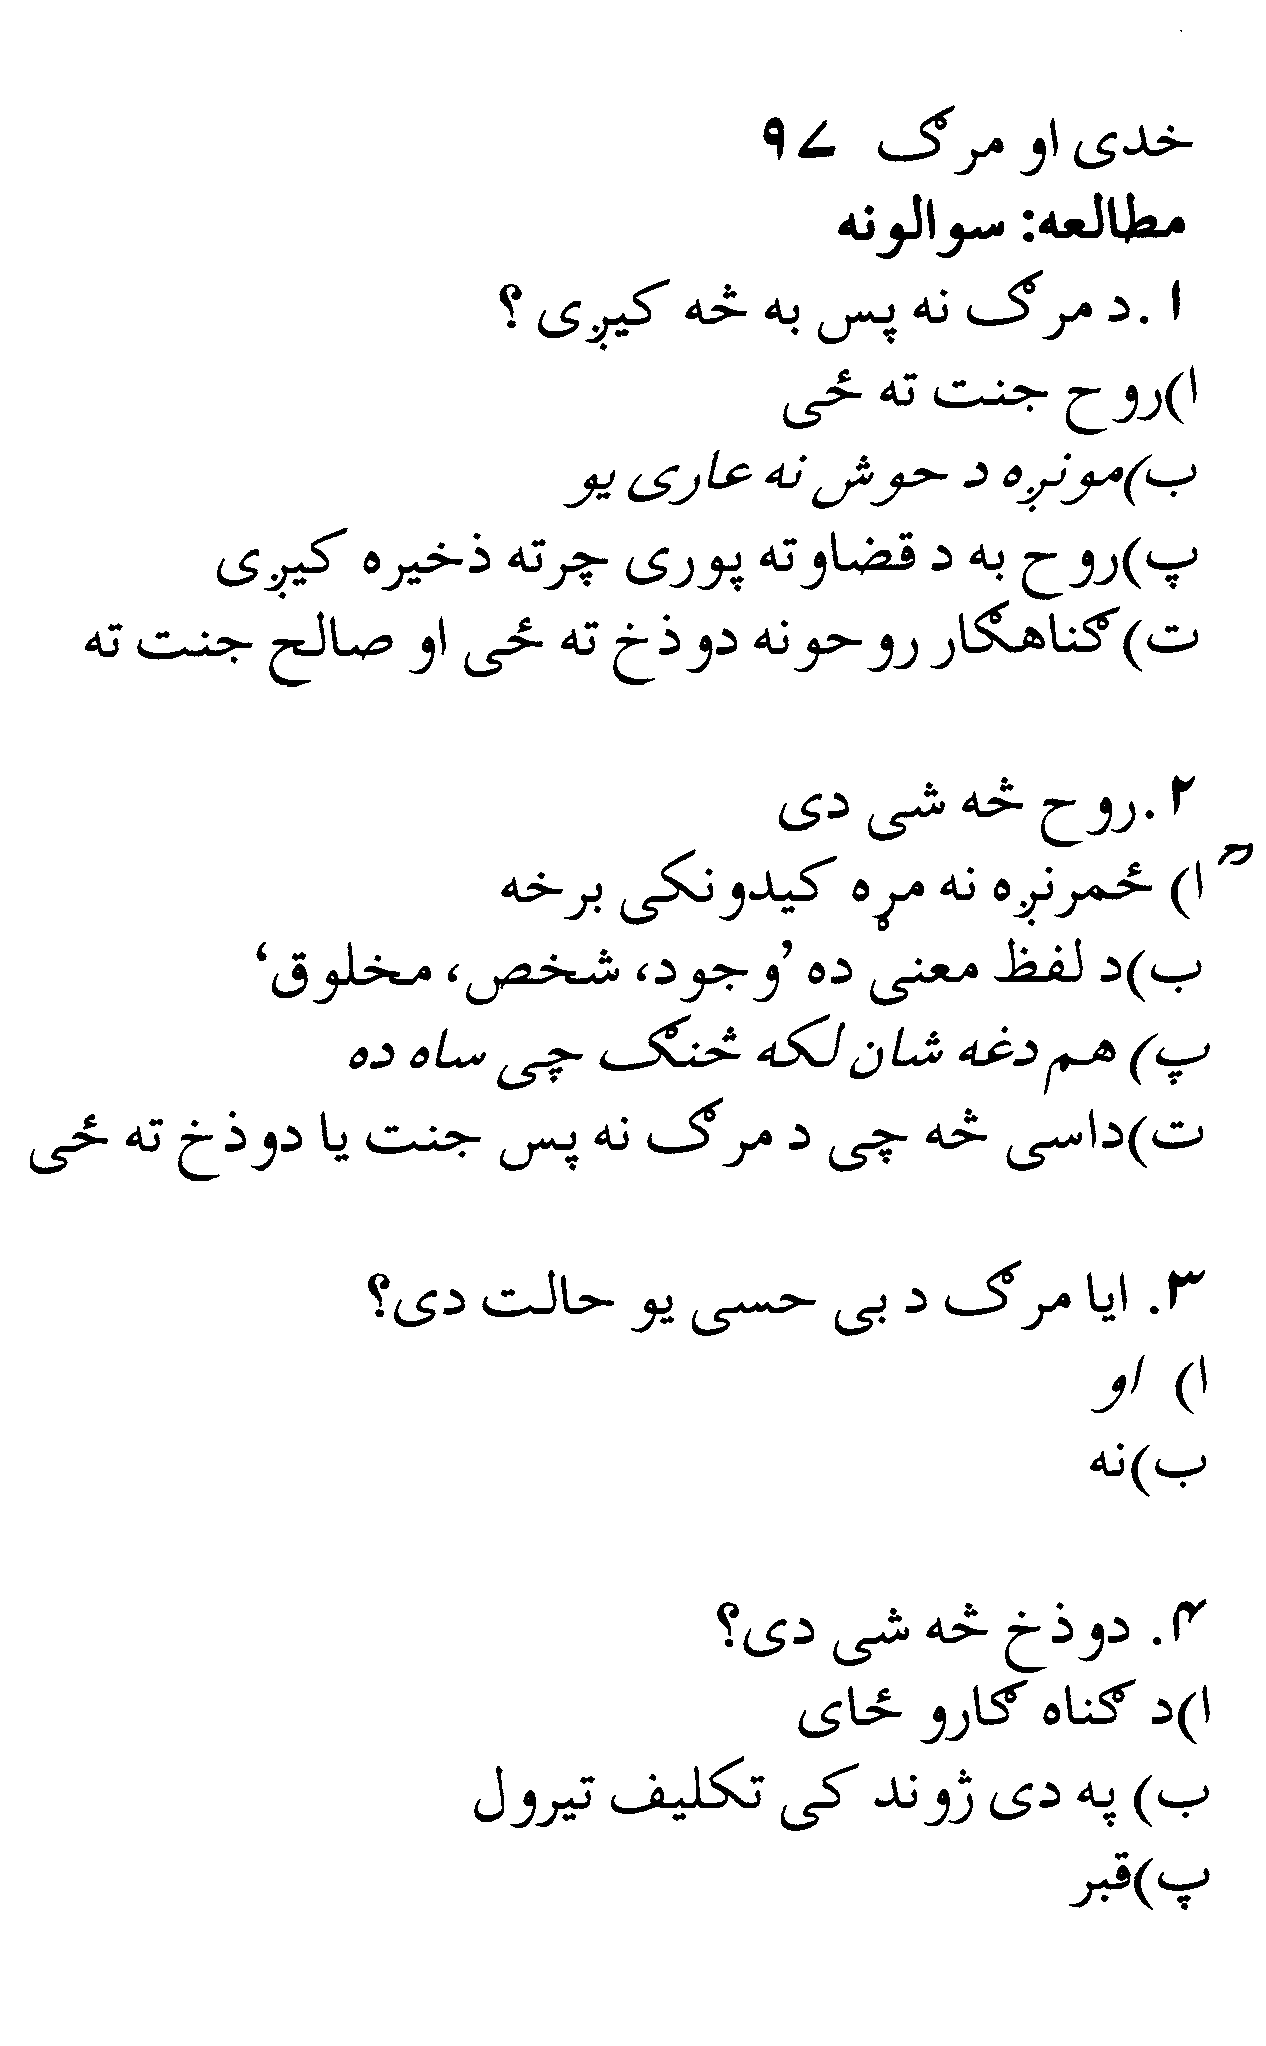 خدی او مرګ ۹۷
مطالعه: سوالونه
۱.د مرګ نه پس به څه کیږی ؟
ا)روح جنت ته ځی
ب)مونږه د حوش نه عاری یو
پ)روح به د قضاوته پوری چرته ذخیره کیږی
ت)ګناهګار روحونه دوذخ ته ځی او صالح جنت ته
۲.روح څه شی دی
ا) ځمرنږه نه مړه کیدونکی برخه
ب)د لفظ معنی ده ’وجود، شخص، مخلوق‘
پ) هم دغه شان لکه څنګ چی ساه ده
ت)داسی څه چی د مرګ نه پس جنت یا دوذخ ته ځی
۳. ایا مرګ د بی حسی یو حالت دی؟
ا) او
ب)نه
۴. دوذخ څه شی دی؟
ا)د ګناه ګارو ځای
ب) په دی ژوند کی تکلیف تیرول
پ)قبر